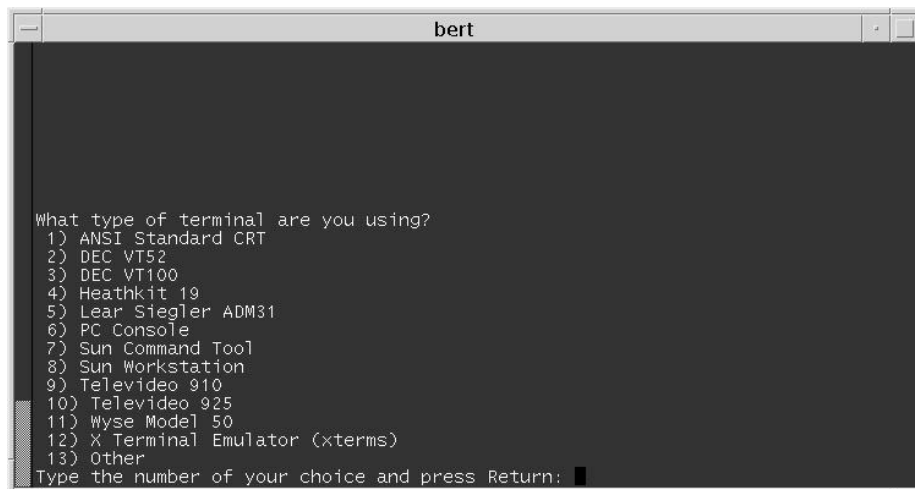 bert
What type of terminal are you using?
1) ANSI Standard CRT
2) DEC VT52
3) DEC VT100
4) Heathkit 19
5) Lear Siegler ADM31
6) PC Console
7) Sun Command Tool
8) Sun Workstation
9) Televideo 910
10) Televideo 925
11) Wyse Model 50
12) X Terminal Emulator (xterms)
13) Other
Type the number of your choice and press Return: